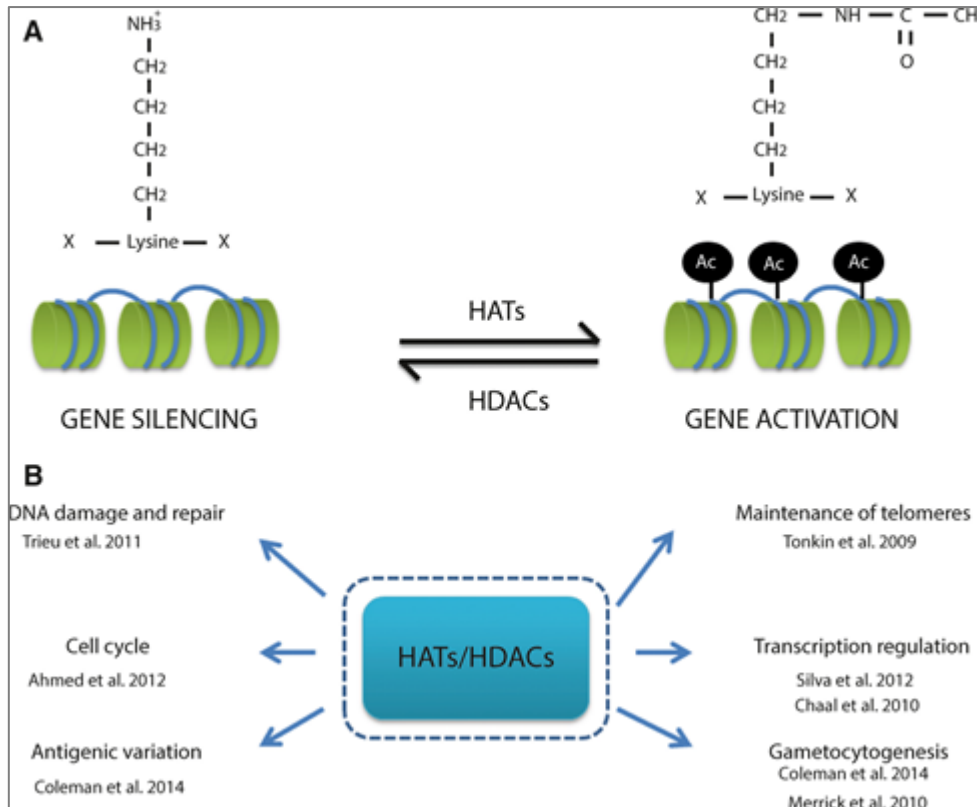 A
NH3+
CH2
CH2
CH2
CH2
X — Lysine — X
CH2 — NH — C — CH
O
CH2
CH2
CH2
X — Lysine — X
Ac Ac Ac
HATs
HDACs
GENE SILENCING
GENE ACTIVATION
B
DNA damage and repair
Trieu et al. 2011
Cell cycle
Ahmed et al. 2012
Antigenic variation
Coleman et al. 2014
HATs/HDACs
Maintenance of telomeres
Tonkin et al. 2009
Transcription regulation
Silva et al. 2012
Chaal et al. 2010
Gametocytogenesis
Coleman et al. 2014
Merrick et al. 2010